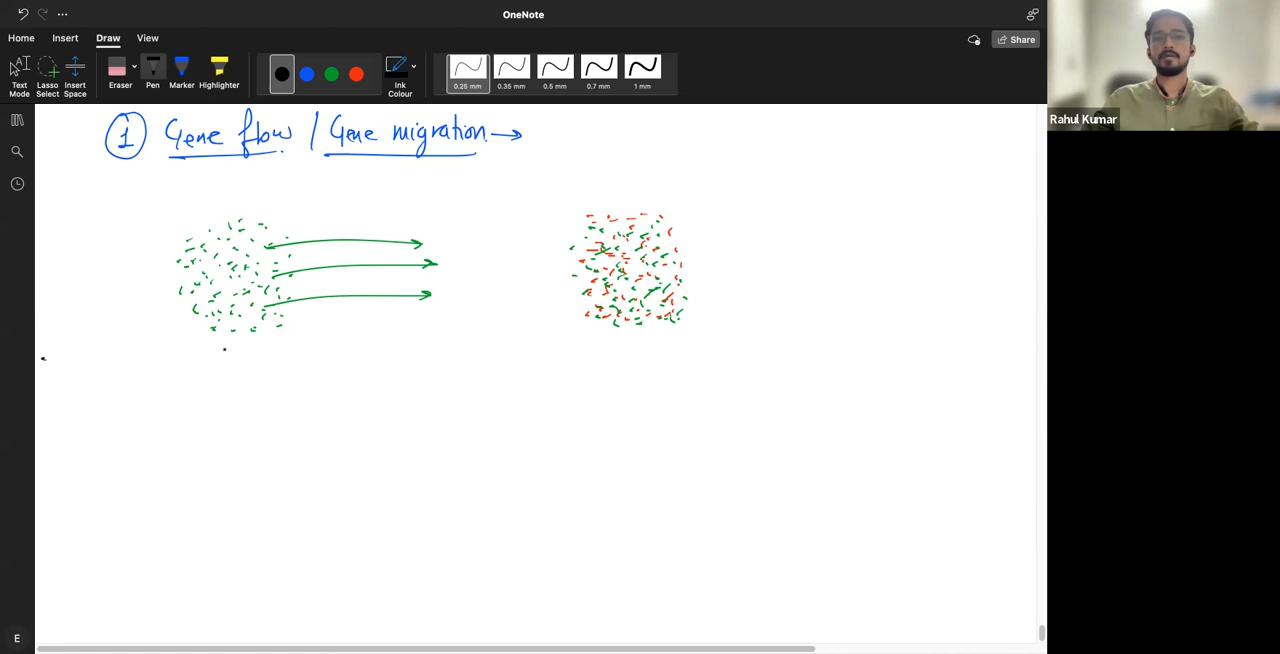 OneNote
Home Insert Draw View
Share
Text Mode
Lasso Select
Insert Space
Eraser
Pen
Marker
Highlighter
Ink Colour
0.25 mm
0.35 mm
0.5 mm
0.7 mm
1 mm
1 Gene flow / Gene migration →
Rahul Kumar
E